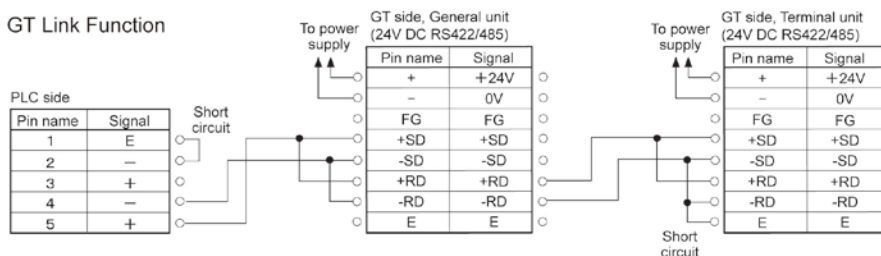 GT Link Function
To power
supply
GT side, General unit
(24V DC RS422/485)
Pin name Signal
+ +24V
− 0V
FG FG
+SD +SD
-SD -SD
+RD +RD
-RD -RD
E E
To power
supply
GT side, Terminal unit
(24V DC RS422/485)
Pin name Signal
+ +24V
− 0V
FG FG
+SD +SD
-SD -SD
+RD +RD
-RD -RD
E E
Short
circuit
PLC side
Pin name Signal
1 E
2 −
3 +
4 −
5 +
Short
circuit